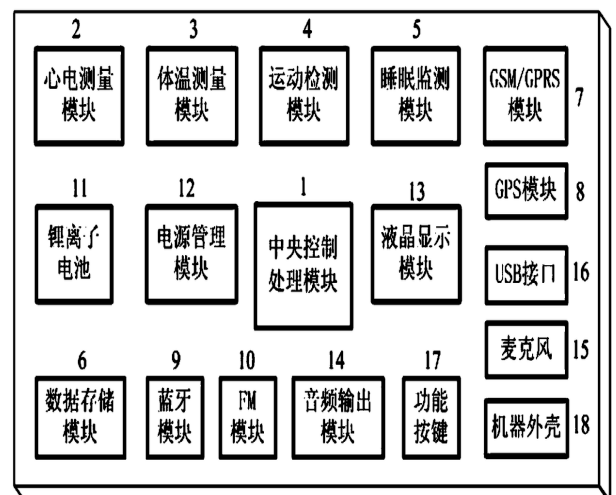 2
3
4
5
心电测量
模块
体温测量
模块
运动检测
模块
睡眠监测
模块
GSM/GPRS
模块
7
GPS模块
8
11
12
1
13
锂离子
电池
电源管理
模块
中央控制
处理模块
液晶显示
模块
USB接口
16
麦克风
15
6
9
10
14
17
数据存储
模块
蓝牙
模块
FM
模块
音频输出
模块
功能
按键
机器外壳
18